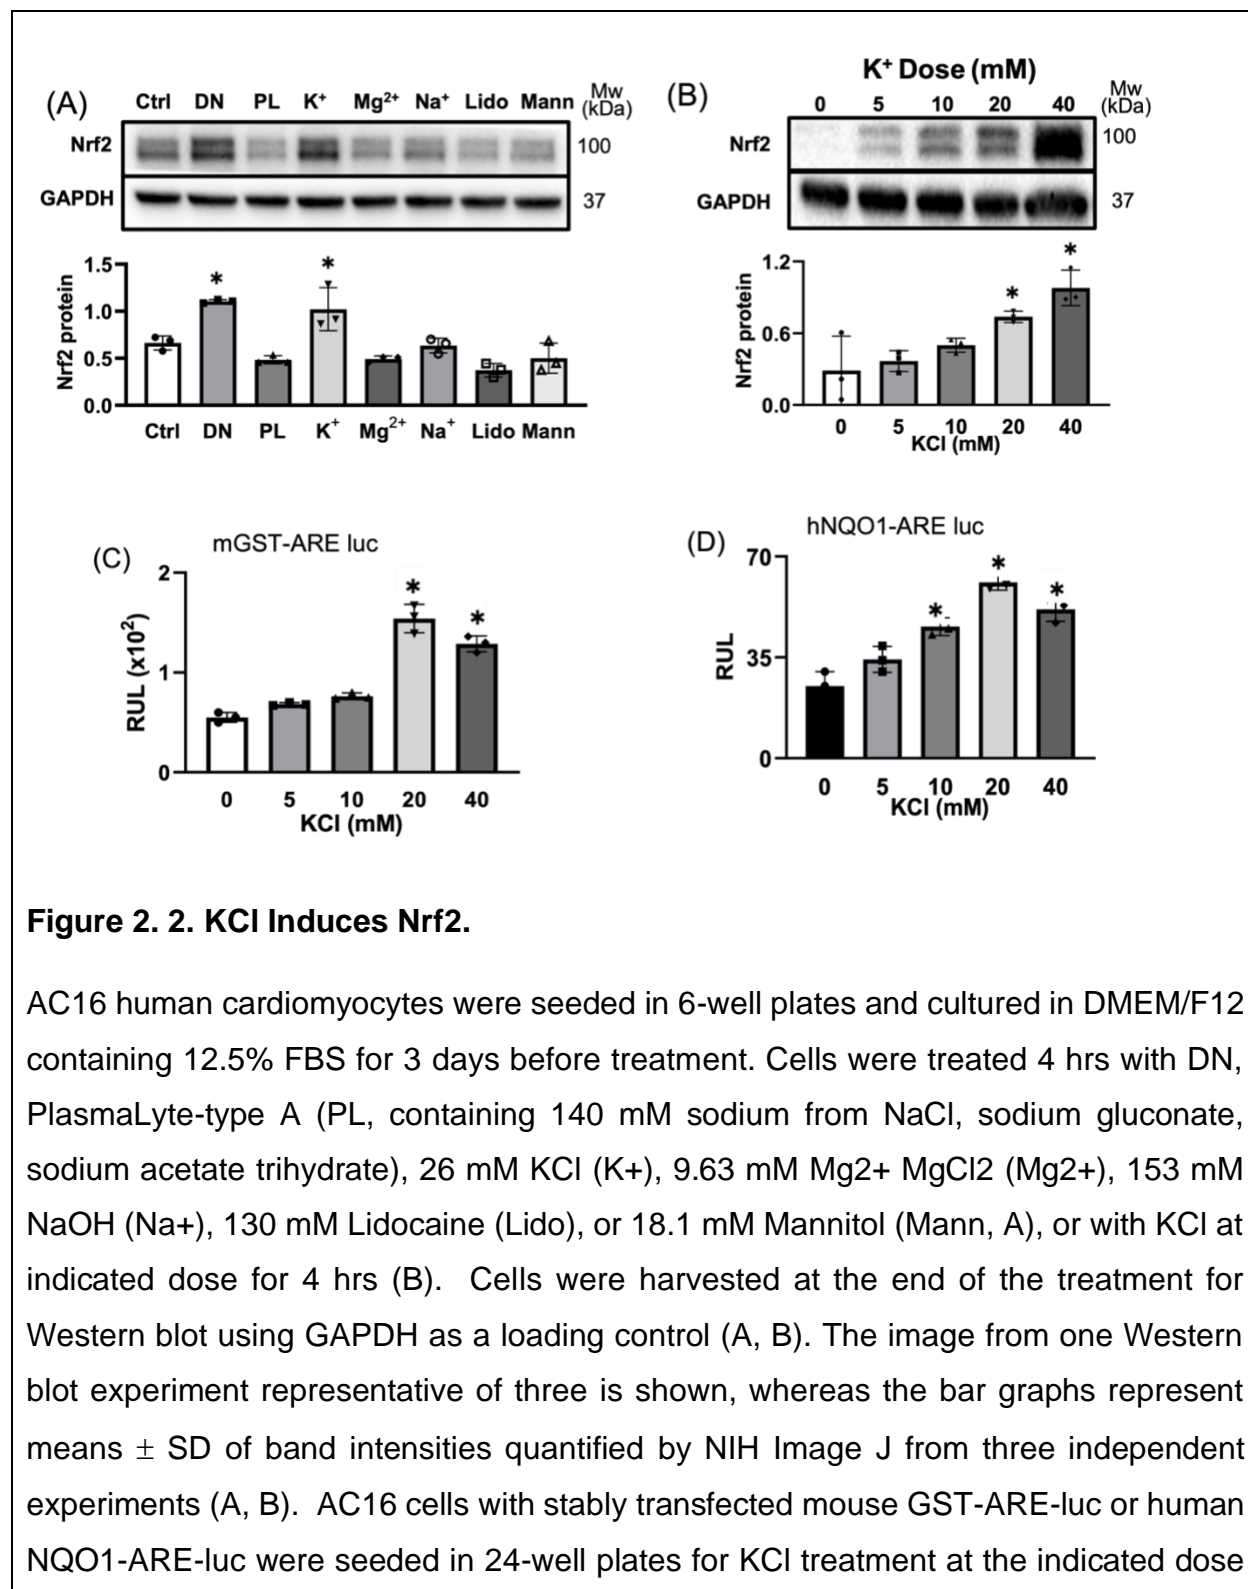 (A)
Ctrl DN PL K⁺ Mg²⁺ Na⁺ Lido Mann
Mw
(kDa)
Nrf2
100
GAPDH
37
Nrf2 protein
1.5
1.0
0.5
0.0
* *
Ctrl DN PL K⁺ Mg²⁺ Na⁺ Lido Mann
(B)
K⁺ Dose (mM)
0 5 10 20 40
Mw
(kDa)
Nrf2
100
GAPDH
37
Nrf2 protein
1.2
0.6
0.0
* *
0 5 10 20 40
KCl (mM)
(C)
mGST-ARE luc
RUL (x10²)
2
1
0
* *
0 5 10 20 40
KCl (mM)
(D)
hNQO1-ARE luc
RUL
70
35
0
* * *
0 5 10 20 40
KCl (mM)
Figure 2. 2. KCl Induces Nrf2.
AC16 human cardiomyocytes were seeded in 6-well plates and cultured in DMEM/F12
containing 12.5% FBS for 3 days before treatment. Cells were treated 4 hrs with DN,
PlasmaLyte-type A (PL, containing 140 mM sodium from NaCl, sodium gluconate,
sodium acetate trihydrate), 26 mM KCl (K+), 9.63 mM Mg2+ MgCl2 (Mg2+), 153 mM
NaOH (Na+), 130 mM Lidocaine (Lido), or 18.1 mM Mannitol (Mann, A), or with KCl at
indicated dose for 4 hrs (B). Cells were harvested at the end of the treatment for
Western blot using GAPDH as a loading control (A, B). The image from one Western
blot experiment representative of three is shown, whereas the bar graphs represent
means ± SD of band intensities quantified by NIH Image J from three independent
experiments (A, B). AC16 cells with stably transfected mouse GST-ARE-luc or human
NQO1-ARE-luc were seeded in 24-well plates for KCl treatment at the indicated dose